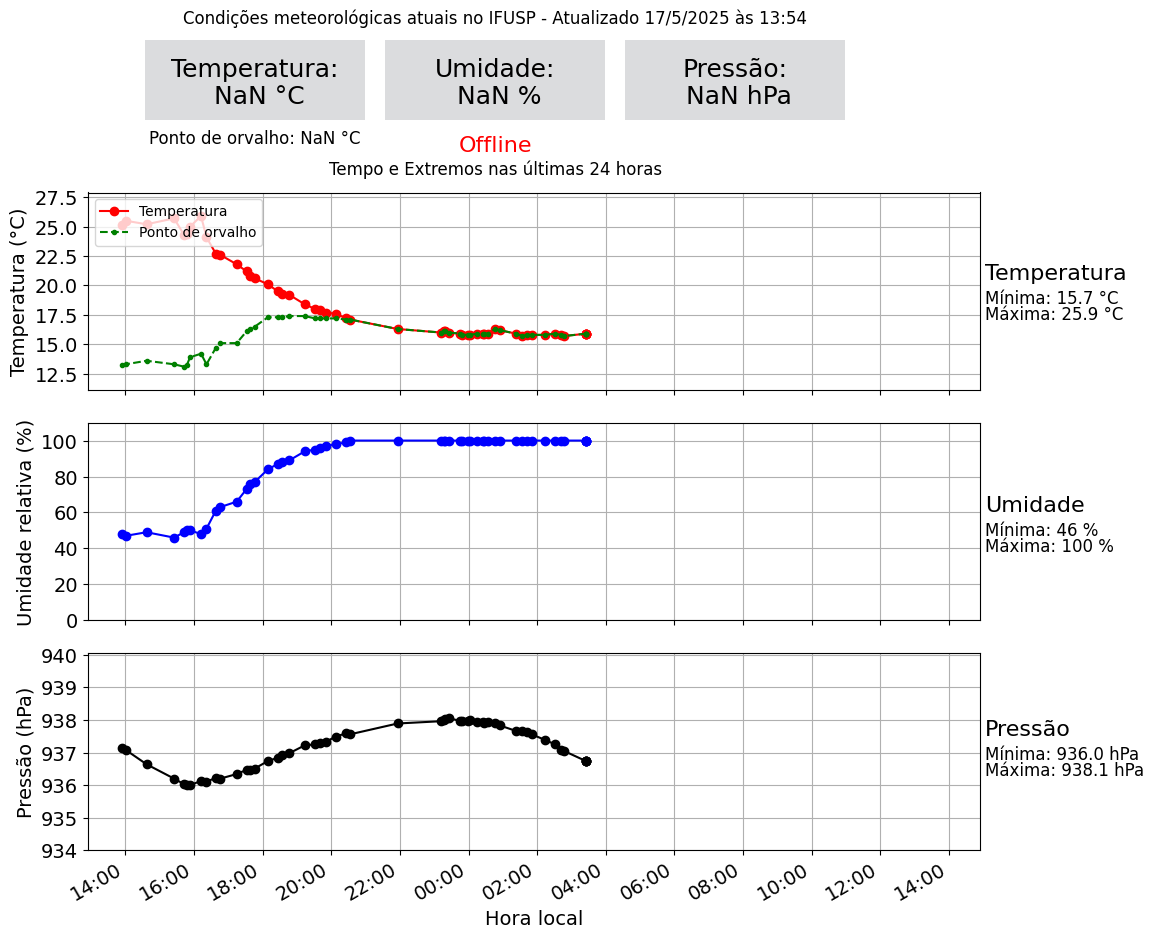 Condições meteorológicas atuais no IFUSP - Atualizado 17/5/2025 às 13:54
Temperatura:
NaN °C
Umidade:
NaN %
Pressão:
NaN hPa
Ponto de orvalho: NaN °C
Offline
Tempo e Extremos nas últimas 24 horas
Temperatura (°C)
27.5
25.0
22.5
20.0
17.5
15.0
12.5
Temperatura
Ponto de orvalho
Temperatura
Mínima: 15.7 °C
Máxima: 25.9 °C
Umidade relativa (%)
100
80
60
40
20
0
Umidade
Mínima: 46 %
Máxima: 100 %
Pressão (hPa)
940
939
938
937
936
935
934
Pressão
Mínima: 936.0 hPa
Máxima: 938.1 hPa
14:00 16:00 18:00 20:00 22:00 00:00 02:00 04:00 06:00 08:00 10:00 12:00 14:00
Hora local